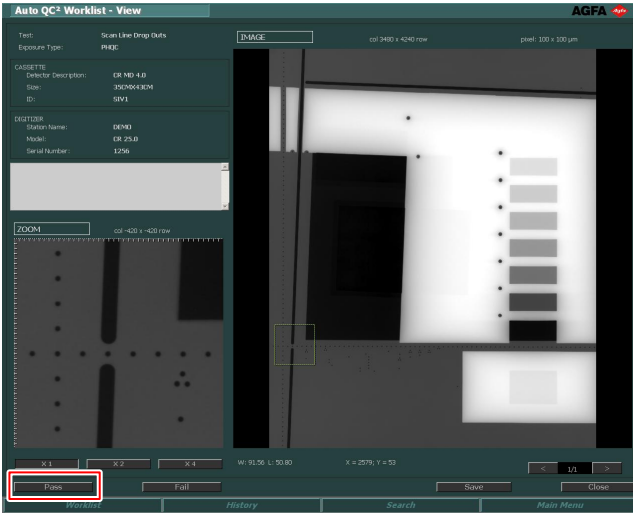 Auto QC² Worklist - View
AGFA
Test: Scan Line Drop Outs
Exposure Type: PHQC
CASSETTE
Detector Description: CR MD 4.0
Size: 35CMX43CM
ID: SIV1
DIGITIZER
Station Name: DEMO
Model: CR 25.0
Serial Number: 1256
IMAGE
col 3480 x 4240 row
pixel: 100 x 100 µm
ZOOM
col -420 x -420 row
X 1
X 2
X 4
W: 91.56 L: 50.80
X = 2579; Y = 53
< 1/1 >
Pass
Fail
Save
Close
Worklist
History
Search
Main Menu